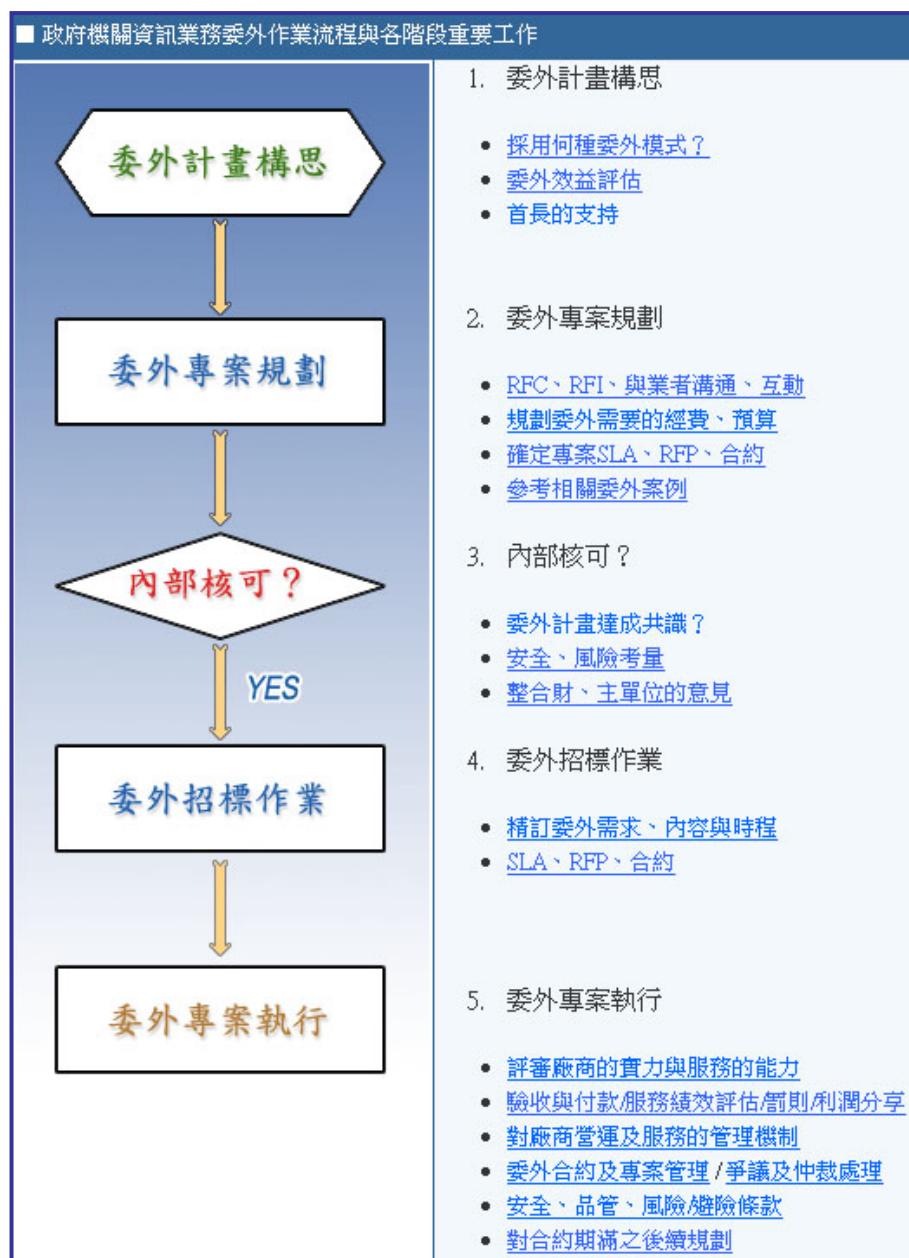 ■ 政府機關資訊業務委外作業流程與各階段重要工作
委外計畫構思
委外專案規劃
內部核可？
YES
委外招標作業
委外專案執行
1. 委外計畫構思
• 採用何種委外模式？
• 委外效益評估
• 首長的支持
2. 委外專案規劃
• RFC、RFI、與業者溝通、互動
• 規劃委外需要的經費、預算
• 確定專案SLA、RFP、合約
• 參考相關委外案例
3. 內部核可？
• 委外計畫達成共識？
• 安全、風險考量
• 整合財、主單位的意見
4. 委外招標作業
• 精訂委外需求、內容與時程
• SLA、RFP、合約
5. 委外專案執行
• 評審廠商的實力與服務的能力
• 驗收與付款/服務績效評估/罰則/利潤分享
• 對廠商營運及服務的管理機制
• 委外合約及專案管理 / 爭議及仲裁處理
• 安全、品管、風險/避險條款
• 對合約期滿之後續規劃